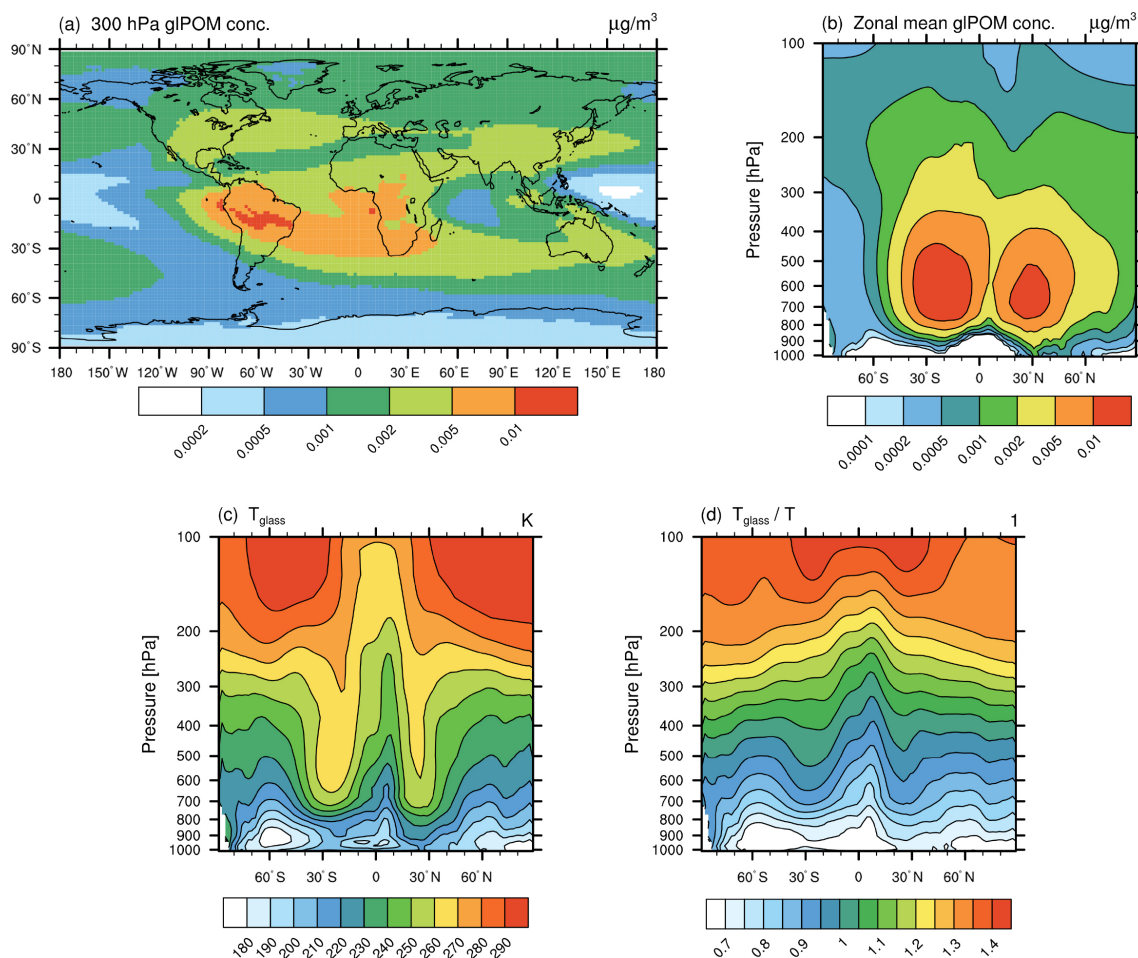 (a) 300 hPa glPOM conc. μg/m³
90°N
60°N
30°N
0
30°S
60°S
90°S
180 150°W 120°W 90°W 60°W 30°W 0 30°E 60°E 90°E 120°E 150°E 180
0.0002 0.0005 0.001 0.002 0.005 0.01
(b) Zonal mean glPOM conc. μg/m³
Pressure [hPa]
100
200
300
400
500
600
700
800
900
1000
60°S 30°S 0 30°N 60°N
0.0001 0.0002 0.0005 0.001 0.002 0.005 0.01
(c) Tglass K
Pressure [hPa]
100
200
300
400
500
600
700
800
900
1000
60°S 30°S 0 30°N 60°N
180 190 200 210 220 230 240 250 260 270 280 290
(d) Tglass / T 1
Pressure [hPa]
100
200
300
400
500
600
700
800
900
1000
60°S 30°S 0 30°N 60°N
0.7 0.8 0.9 1 1.1 1.2 1.3 1.4